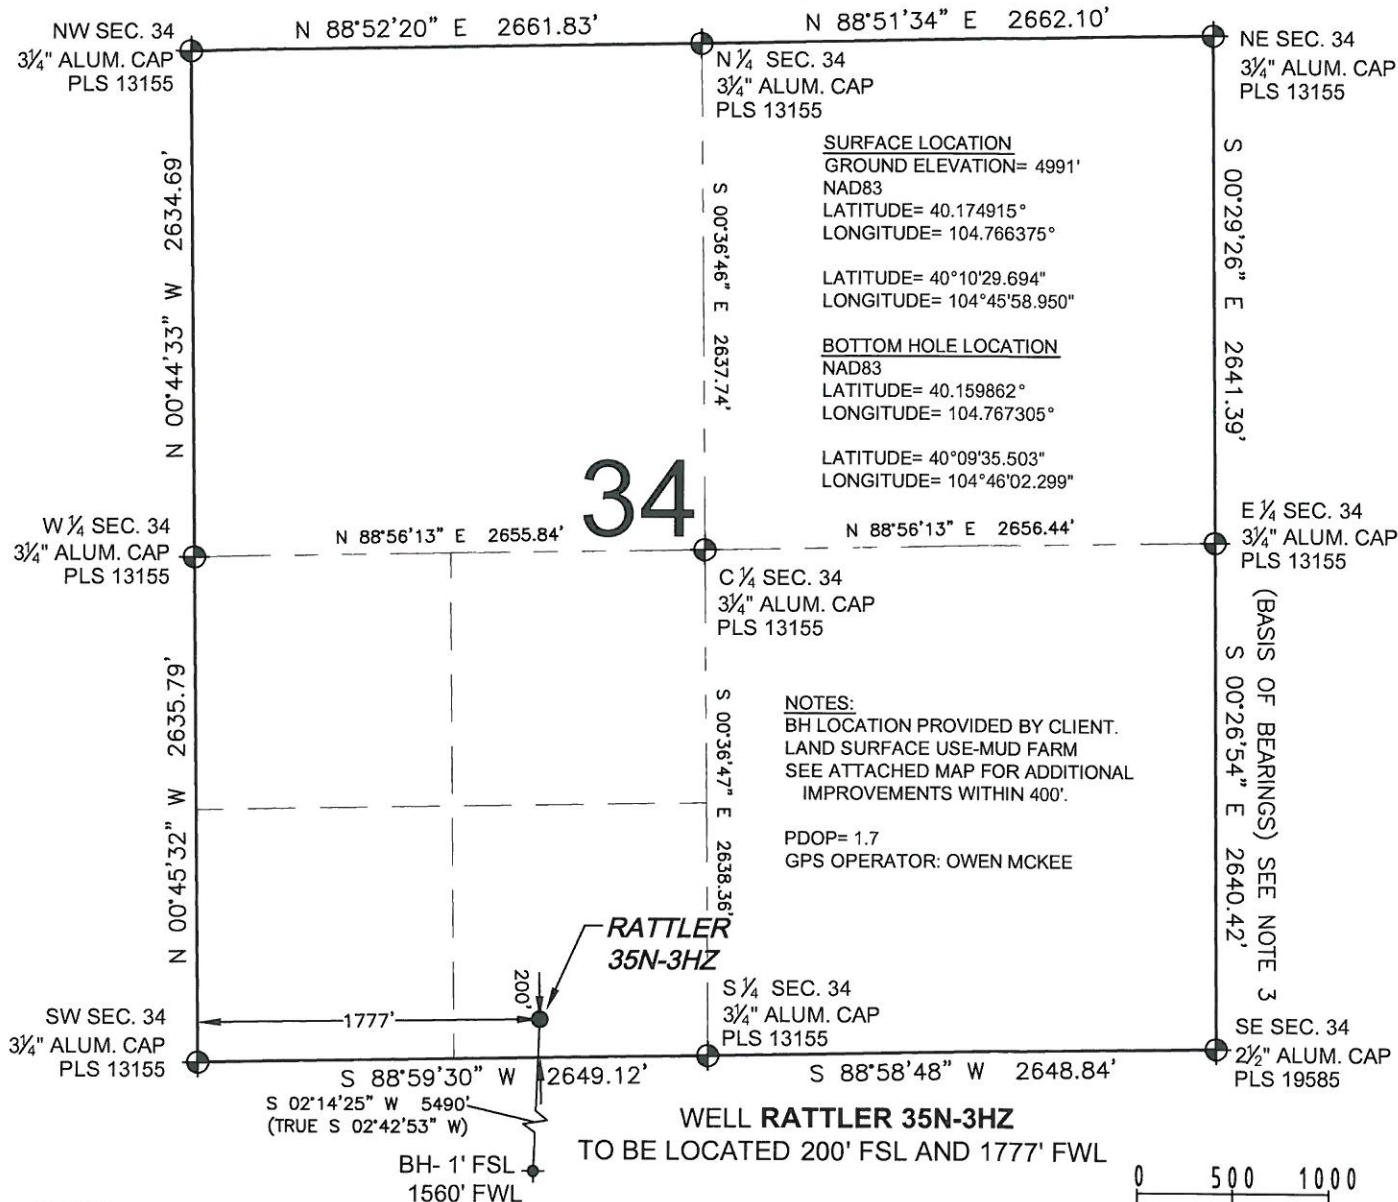 N 88°52'20" E 2661.83'
N 88°51'34" E 2662.10'
NW SEC. 34
3¼" ALUM. CAP
PLS 13155
N ¼ SEC. 34
3¼" ALUM. CAP
PLS 13155
NE SEC. 34
3¼" ALUM. CAP
PLS 13155
N 00°44'33" W 2634.69'
S 00°36'46" E 2637.74'
SURFACE LOCATION
GROUND ELEVATION= 4991'
NAD83
LATITUDE= 40.174915°
LONGITUDE= 104.766375°
LATITUDE= 40°10'29.694"
LONGITUDE= 104°45'58.950"
BOTTOM HOLE LOCATION
NAD83
LATITUDE= 40.159862°
LONGITUDE= 104.767305°
LATITUDE= 40°09'35.503"
LONGITUDE= 104°46'02.299"
S 00°29'26" E 2641.39'
34
W ¼ SEC. 34
3¼" ALUM. CAP
PLS 13155
N 88°56'13" E 2655.84'
N 88°56'13" E 2656.44'
E ¼ SEC. 34
3¼" ALUM. CAP
PLS 13155
C ¼ SEC. 34
3¼" ALUM. CAP
PLS 13155
N 00°45'32" W 2635.79'
S 00°36'47" E 2638.36'
NOTES:
BH LOCATION PROVIDED BY CLIENT.
LAND SURFACE USE-MUD FARM
SEE ATTACHED MAP FOR ADDITIONAL
IMPROVEMENTS WITHIN 400'.
PDOP= 1.7
GPS OPERATOR: OWEN MCKEE
S 00°26'54" E 2640.42'
(BASIS OF BEARINGS) SEE NOTE 3
RATTLER
35N-3HZ
200'
1777'
SW SEC. 34
3¼" ALUM. CAP
PLS 13155
S ¼ SEC. 34
3¼" ALUM. CAP
PLS 13155
SE SEC. 34
2½" ALUM. CAP
PLS 19585
S 88°59'30" W 2649.12'
S 88°58'48" W 2648.84'
S 02°14'25" W 5490'
(TRUE S 02°42'53" W)
BH- 1' FSL
1560' FWL
WELL RATTLER 35N-3HZ
TO BE LOCATED 200' FSL AND 1777' FWL
0 500 1000